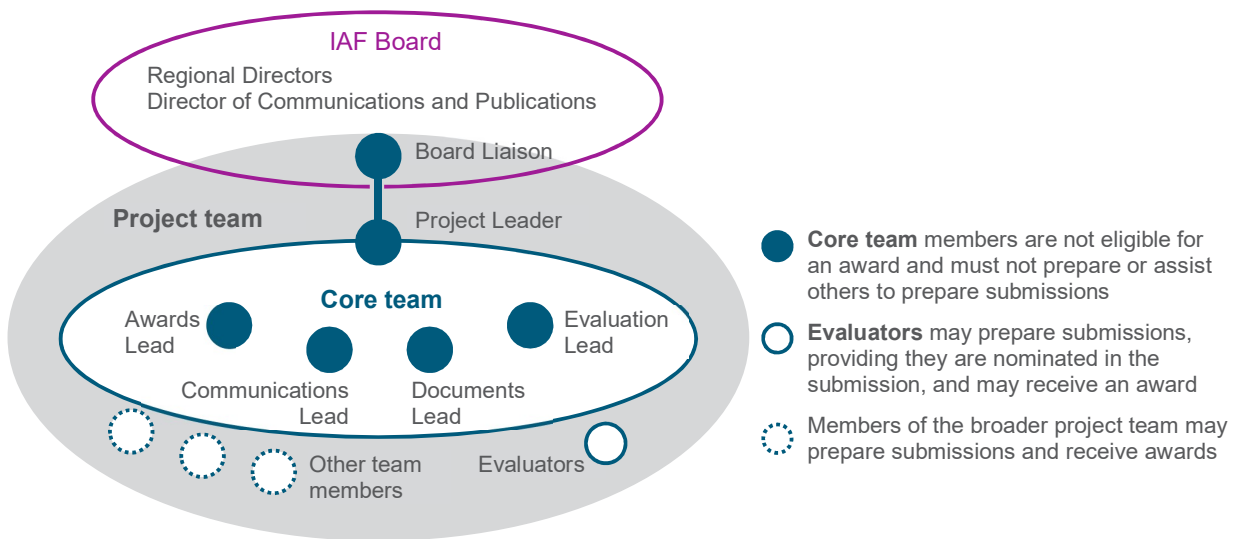 IAF Board
Regional Directors
Director of Communications and Publications
Board Liaison
Project team
Project Leader
Core team
Awards
Lead
Evaluation
Lead
Communications
Lead
Documents
Lead
Other team
members
Evaluators
Core team members are not eligible for
an award and must not prepare or assist
others to prepare submissions
Evaluators may prepare submissions,
providing they are nominated in the
submission, and may receive an award
Members of the broader project team may
prepare submissions and receive awards